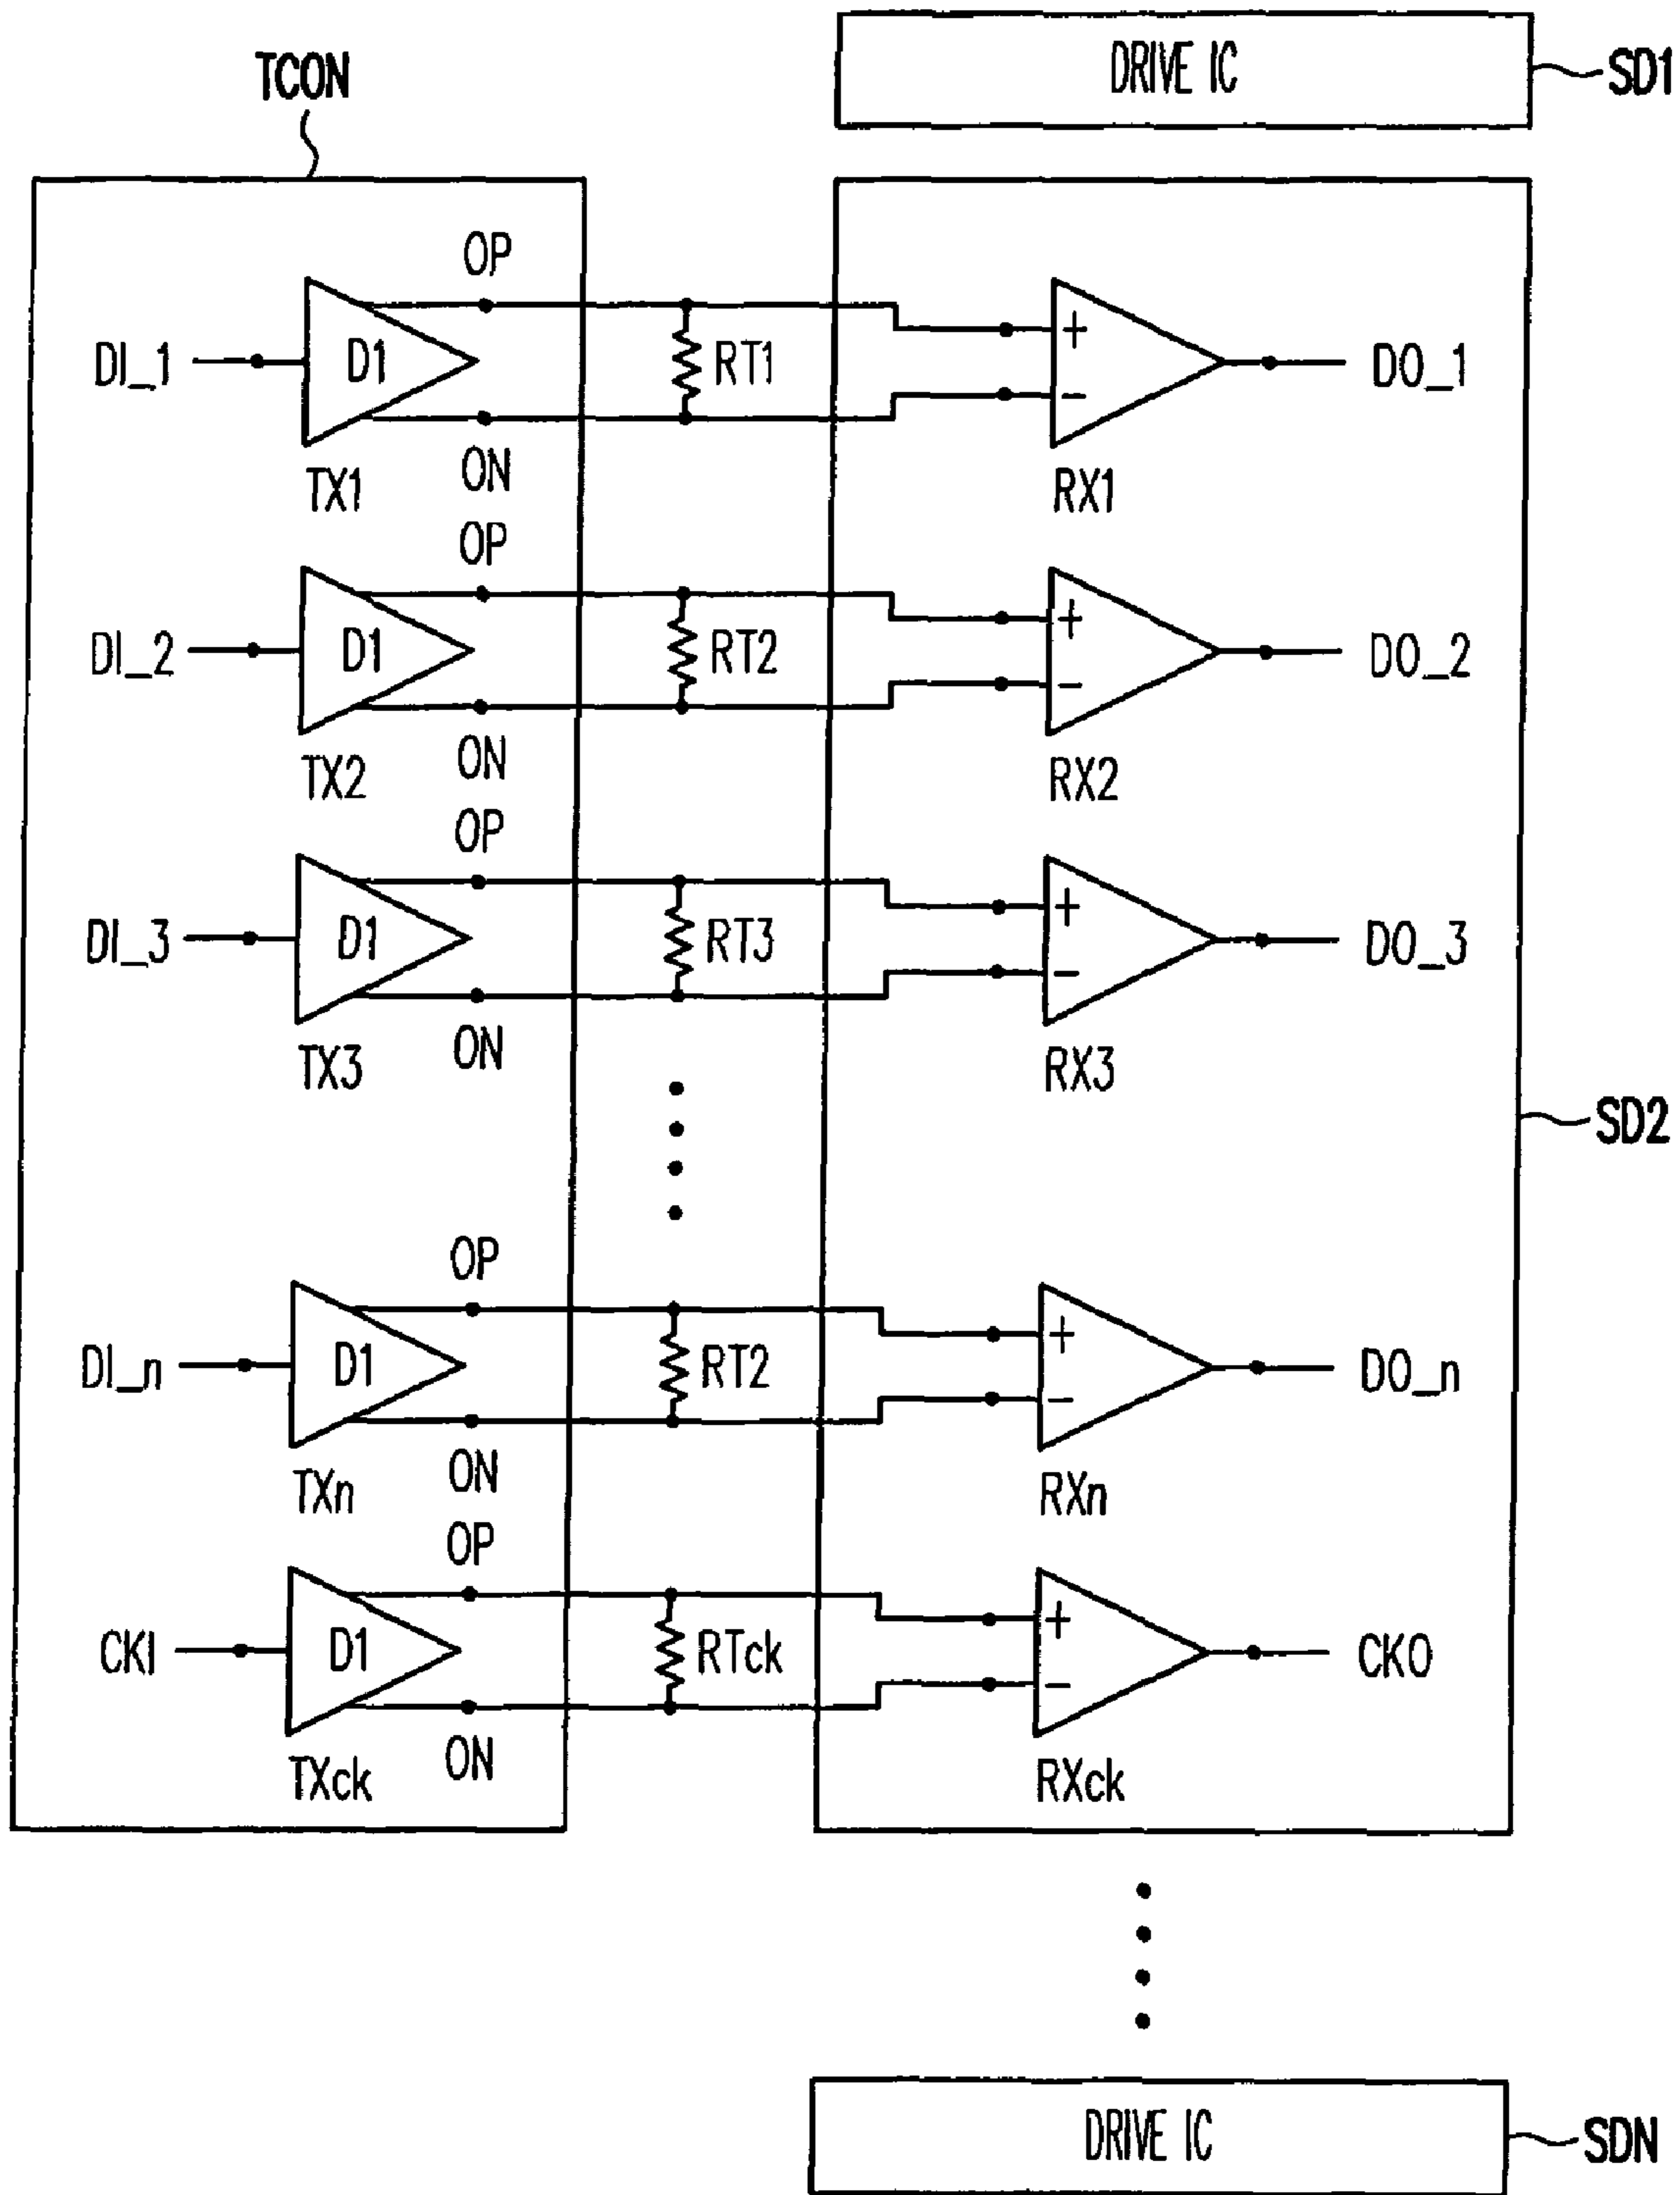 DRIVE IC
SD1
TCON
OP
DI_1
D1
RT1
+
−
DO_1
ON
TX1
RX1
OP
DI_2
D1
RT2
+
−
DO_2
ON
TX2
RX2
OP
DI_3
D1
RT3
+
−
DO_3
ON
TX3
RX3
SD2
OP
DI_n
D1
RT2
+
−
DO_n
ON
TXn
RXn
OP
CKI
D1
RTck
+
−
CKO
ON
TXck
RXck
DRIVE IC
SDN